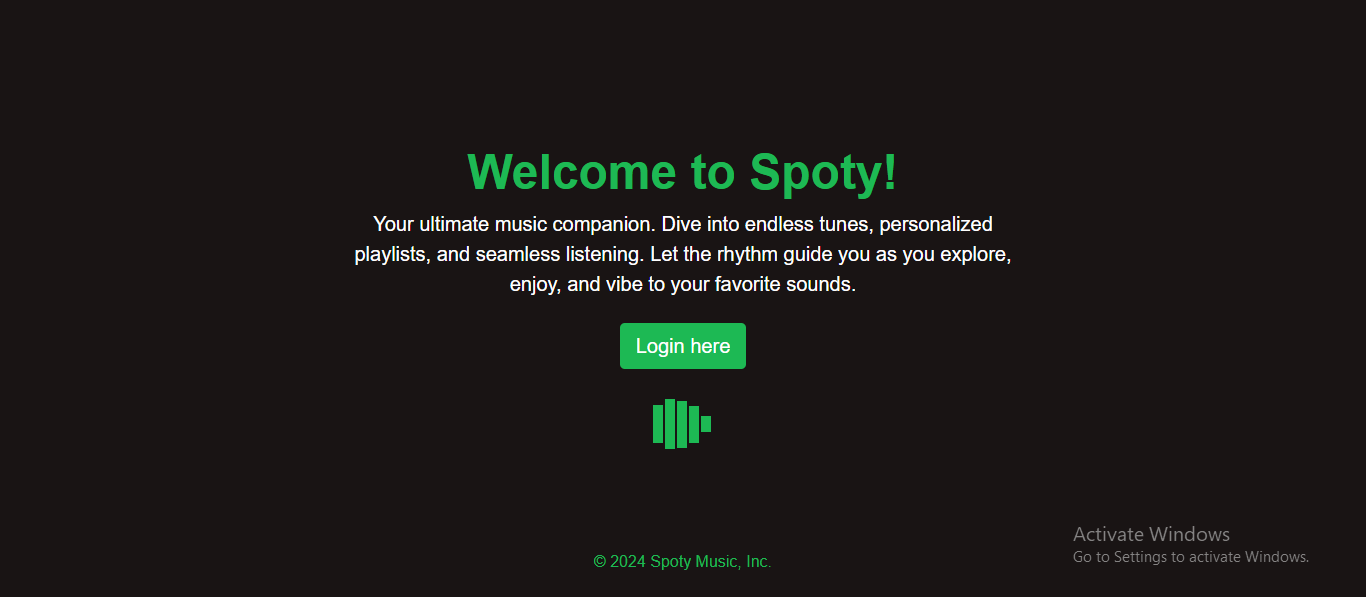 Welcome to Spoty!
Your ultimate music companion. Dive into endless tunes, personalized
playlists, and seamless listening. Let the rhythm guide you as you explore,
enjoy, and vibe to your favorite sounds.
Login here
Activate Windows
Go to Settings to activate Windows.
© 2024 Spoty Music, Inc.